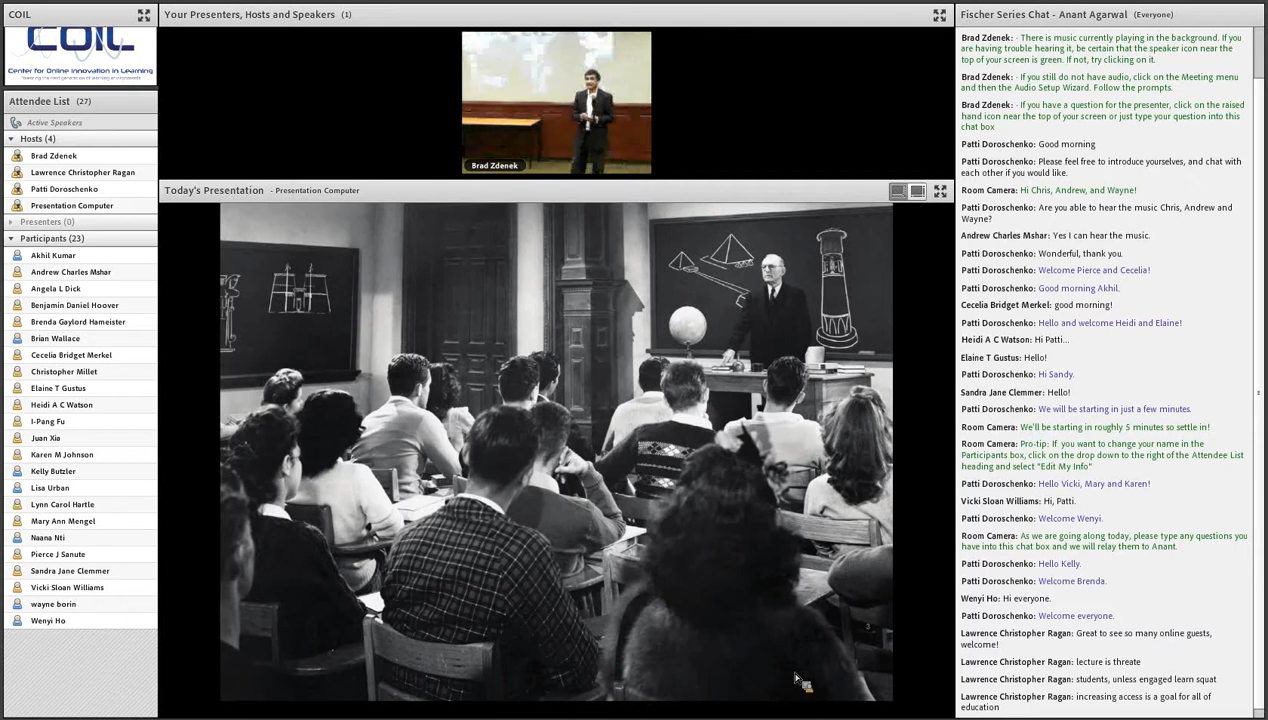 COIL
COIL
Center for Online Innovation in Learning
Attendee List (27)
Active Speakers
Hosts (4)
Brad Zdenek
Lawrence Christopher Ragan
Patti Doroschenko
Presentation Computer
Presenters (0)
Participants (23)
Akhil Kumar
Andrew Charles Mshar
Angela L Dick
Benjamin Daniel Hoover
Brenda Gaylord Hameister
Brian Wallace
Cecelia Bridget Merkel
Christopher Millet
Elaine T Gustus
Heidi A C Watson
I-Pang Fu
Juan Xia
Karen M Johnson
Kelly Butzler
Lisa Urban
Lynn Carol Hartle
Mary Ann Mengel
Naana Nti
Pierce J Sanute
Sandra Jane Clemmer
Vicki Sloan Williams
wayne borin
Wenyi Ho
Your Presenters, Hosts and Speakers (1)
Brad Zdenek
Today's Presentation - Presentation Computer
Fischer Series Chat - Anant Agarwal (Everyone)
Brad Zdenek: · There is music currently playing in the background. If you
are having trouble hearing it, be certain that the speaker icon near the
top of your screen is green. If not, try clicking on it.
Brad Zdenek: · If you still do not have audio, click on the Meeting menu
and then the Audio Setup Wizard. Follow the prompts.
Brad Zdenek: · If you have a question for the presenter, click on the raised
hand icon near the top of your screen or just type your question into this
chat box
Patti Doroschenko: Good morning
Patti Doroschenko: Please feel free to introduce yourselves, and chat with
each other if you would like.
Room Camera: Hi Chris, Andrew, and Wayne!
Patti Doroschenko: Are you able to hear the music Chris, Andrew and
Wayne?
Andrew Charles Mshar: Yes I can hear the music.
Patti Doroschenko: Wonderful, thank you.
Patti Doroschenko: Welcome Pierce and Cecelia!
Patti Doroschenko: Good morning Akhil.
Cecelia Bridget Merkel: good morning!
Patti Doroschenko: Hello and welcome Heidi and Elaine!
Heidi A C Watson: Hi Patti...
Elaine T Gustus: Hello!
Patti Doroschenko: Hi Sandy.
Sandra Jane Clemmer: Hello!
Patti Doroschenko: We will be starting in just a few minutes.
Room Camera: We'll be starting in roughly 5 minutes so settle in!
Room Camera: Pro-tip: If you want to change your name in the
Participants box, click on the drop down to the right of the Attendee List
heading and select "Edit My Info"
Patti Doroschenko: Hello Vicki, Mary and Karen!
Vicki Sloan Williams: Hi, Patti.
Patti Doroschenko: Welcome Wenyi.
Room Camera: As we are going along today, please type any questions you
have into this chat box and we will relay them to Anant.
Patti Doroschenko: Hello Kelly.
Patti Doroschenko: Welcome Brenda.
Wenyi Ho: Hi everyone.
Patti Doroschenko: Welcome everyone.
Lawrence Christopher Ragan: Great to see so many online guests,
welcome!
Lawrence Christopher Ragan: lecture is threate
Lawrence Christopher Ragan: students, unless engaged learn squat
Lawrence Christopher Ragan: increasing access is a goal for all of
education